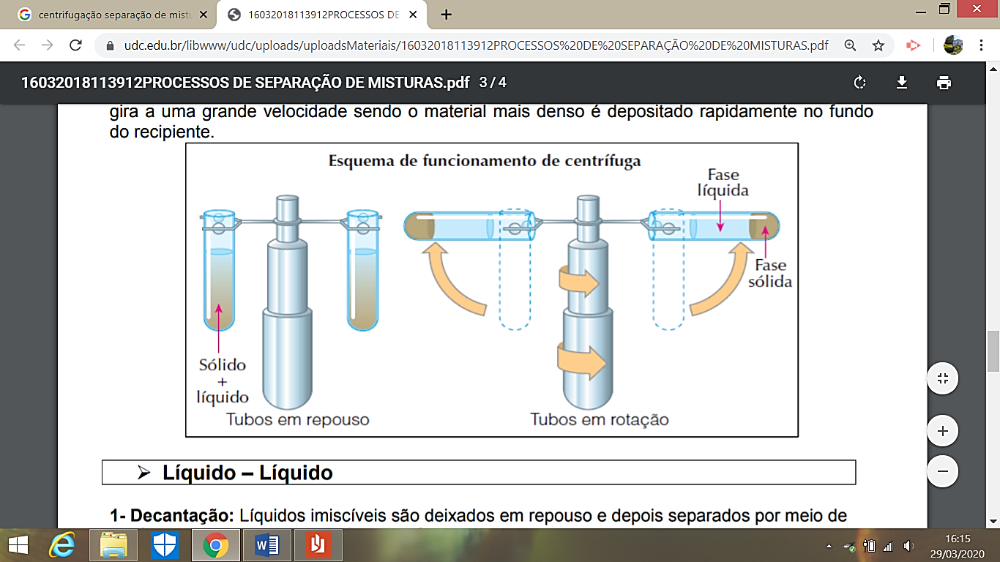 centrifugação separação de mist
16032018113912PROCESSOS DE
udc.edu.br/libwww/udc/uploads/uploadsMateriais/16032018113912PROCESSOS%20DE%20SEPARAÇÃO%20DE%20MISTURAS.pdf
16032018113912PROCESSOS DE SEPARAÇÃO DE MISTURAS.pdf 3 / 4
gira a uma grande velocidade sendo o material mais denso é depositado rapidamente no fundo
do recipiente.
Esquema de funcionamento de centrífuga
Fase
líquida
Fase
sólida
Sólido
+
líquido
Tubos em repouso
Tubos em rotação
➢ Líquido – Líquido
1- Decantação: Líquidos imiscíveis são deixados em repouso e depois separados por meio de
16:15
29/03/2020